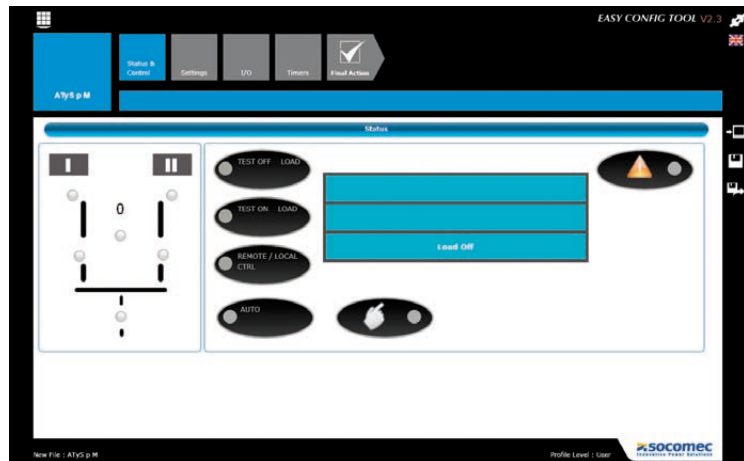 EASY CONFIG TOOL V2.3
Status &
Control
Settings
I/O
Timers
Final Action
ATyS p M
Status
I
II
0
TEST OFF LOAD
TEST ON LOAD
REMOTE / LOCAL
CTRL
AUTO
Load Off
New File : ATyS p M
Profile Level : User
socomec
Innovative Power Solutions